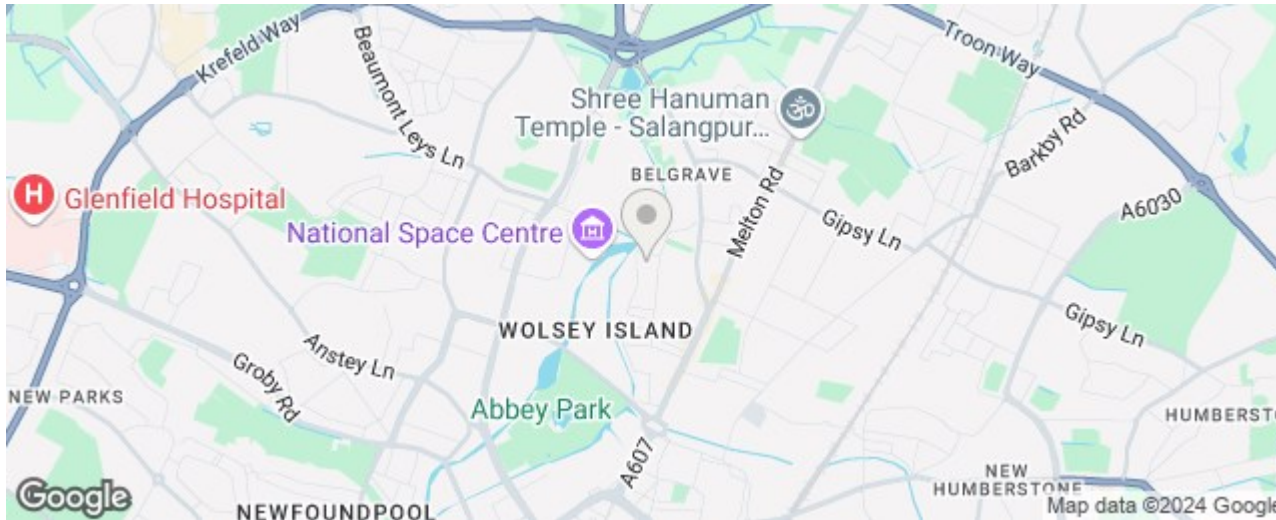 Krefeld Way
Beaumont Leys Ln
Troon Way
Shree Hanuman
Temple - Salangpur...
Barkby Rd
BELGRAVE
Melton Rd
Glenfield Hospital
A6030
Gipsy Ln
National Space Centre
Gipsy Ln
WOLSEY ISLAND
Anstey Ln
Groby Rd
NEW PARKS
Abbey Park
HUMBERSTO
A607
NEW
HUMBERSTONE
Google
NEWFOUNDPOOL
Map data ©2024 Google